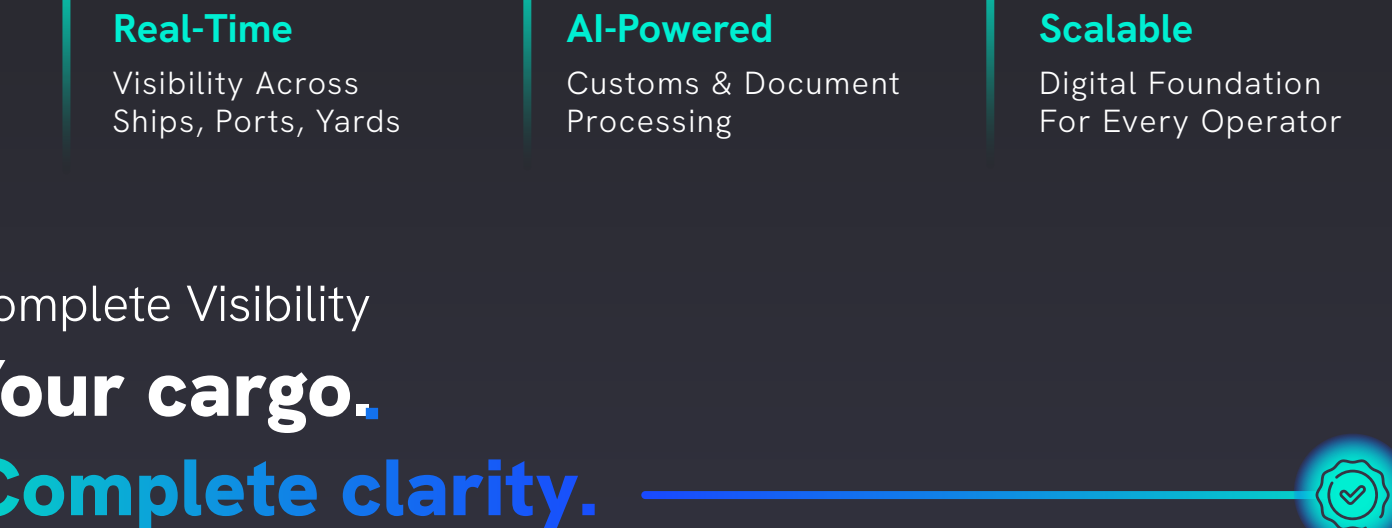 Real-Time
Visibility Across
Ships, Ports, Yards
AI-Powered
Customs & Document
Processing
Scalable
Digital Foundation
For Every Operator
omplete Visibility
Your cargo.
Complete clarity.